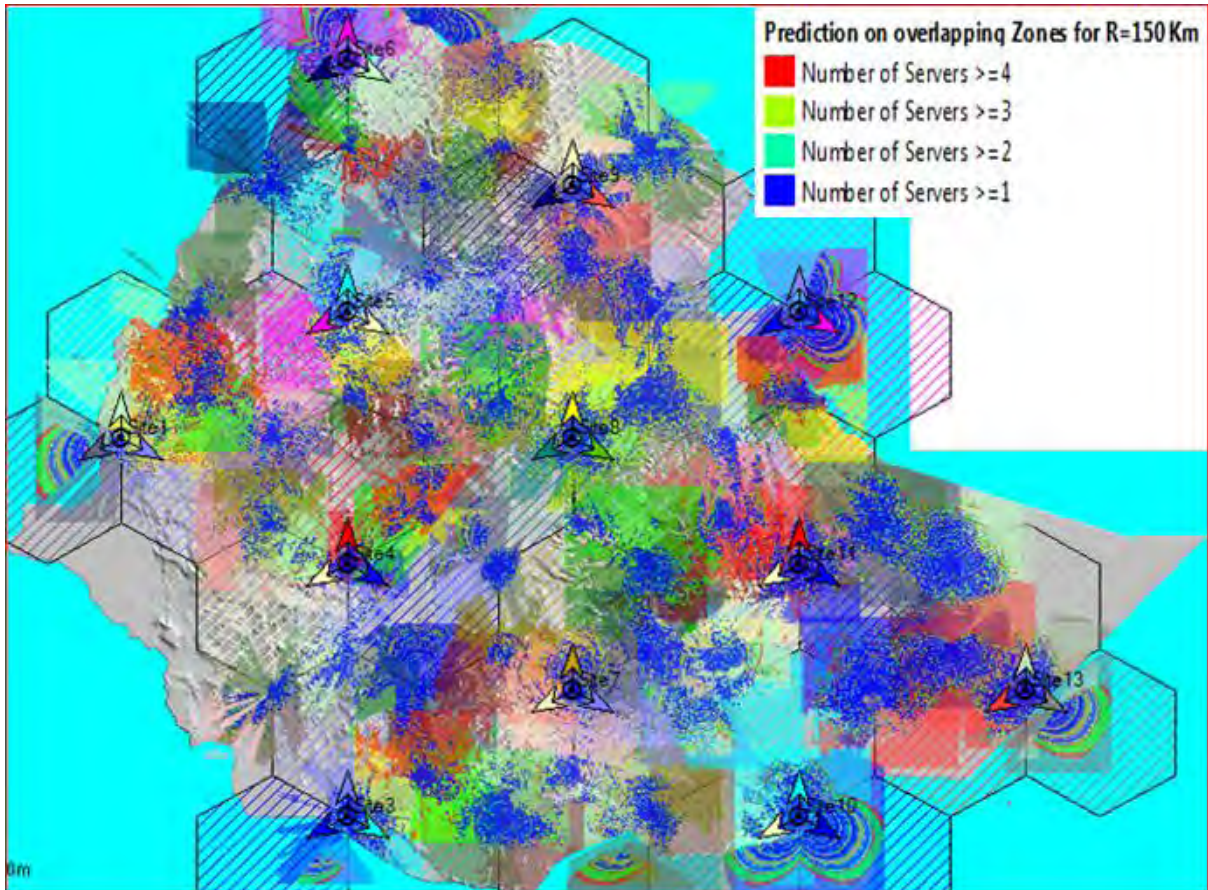 Prediction on overlapping Zones for R=150 Km
Number of Servers >=4
Number of Servers >=3
Number of Servers >=2
Number of Servers >=1
Site6
Site9
Site5
Site12
Site1
Site8
Site4
Site11
Site7
Site13
Site3
Site10
0m